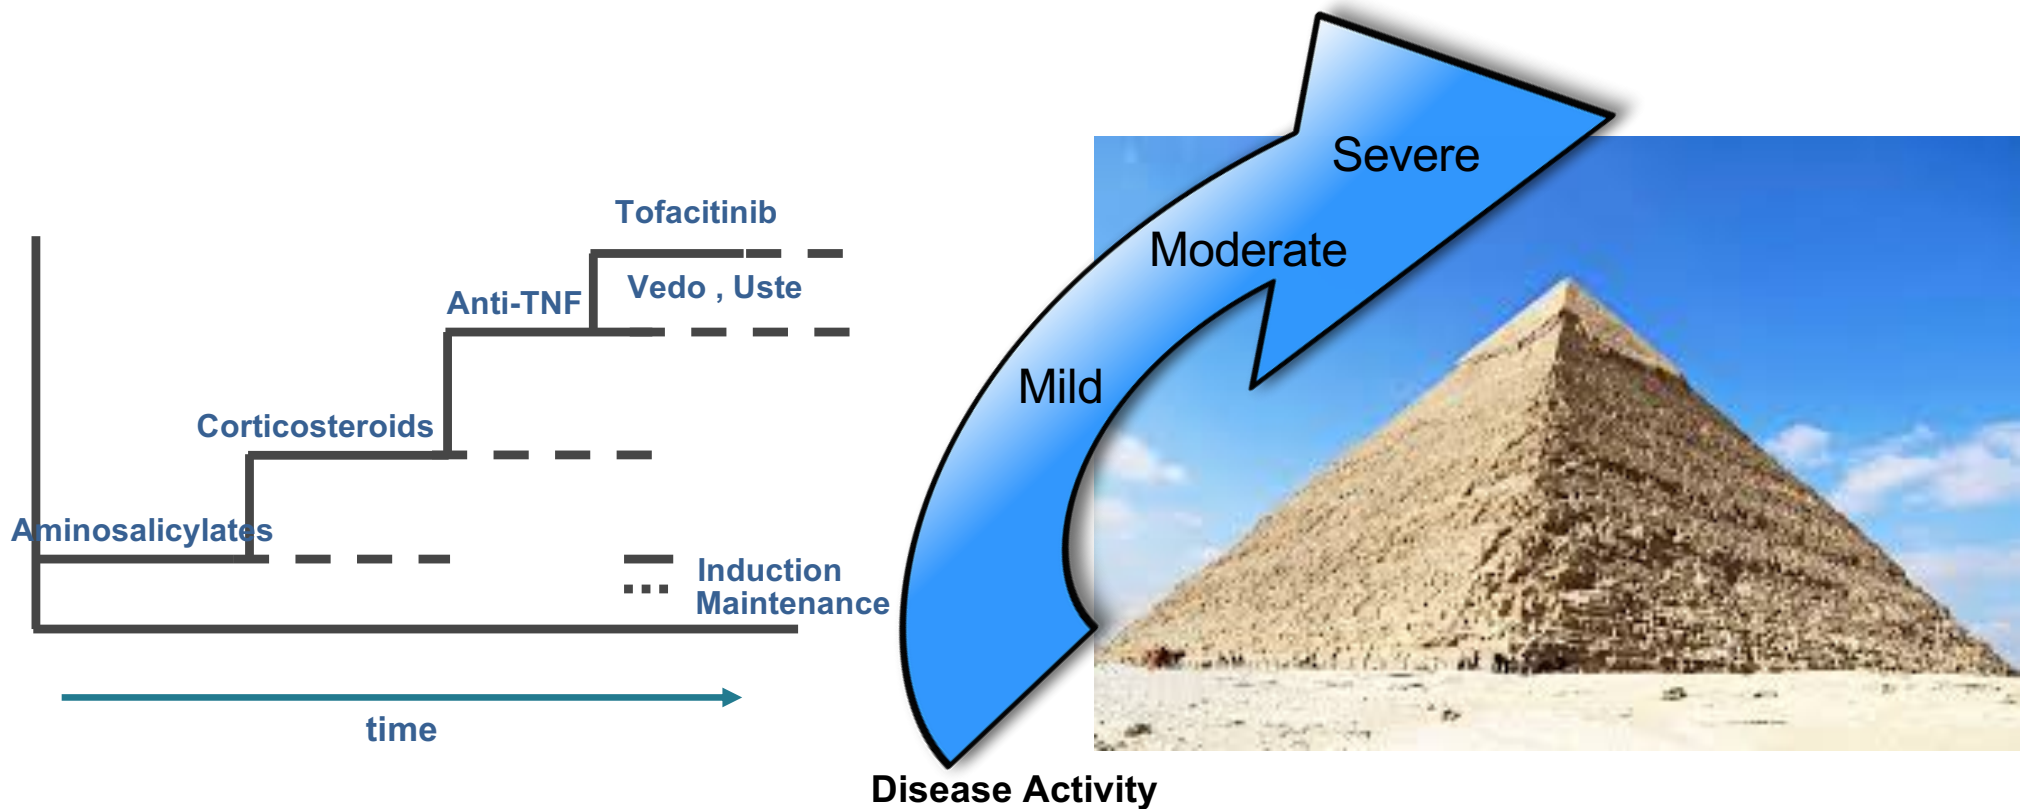 Tofacitinib
Vedo , Uste
Anti-TNF
Corticosteroids
Aminosalicylates
Induction
Maintenance
time
Severe
Moderate
Mild
Disease Activity